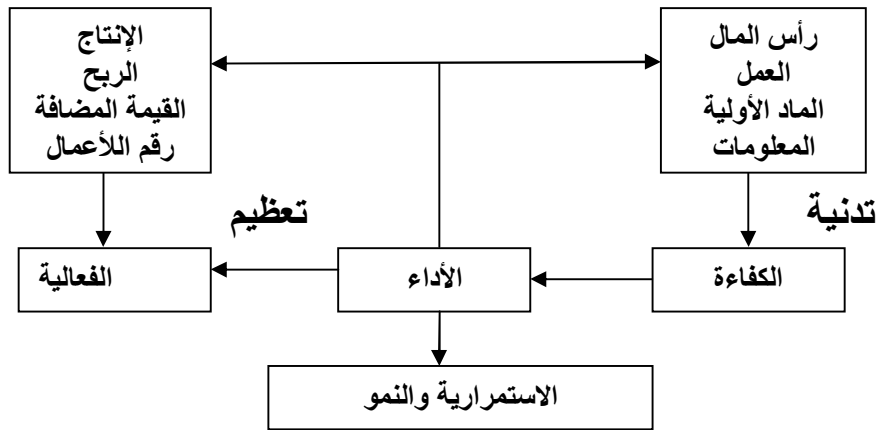 رأس المال
العمل
الماد الأولية
المعلومات
الإنتاج
الربح
القيمة المضافة
رقم اللأعمال
تدنية
تعظيم
الكفاءة
الأداء
الفعالية
الاستمرارية والنمو